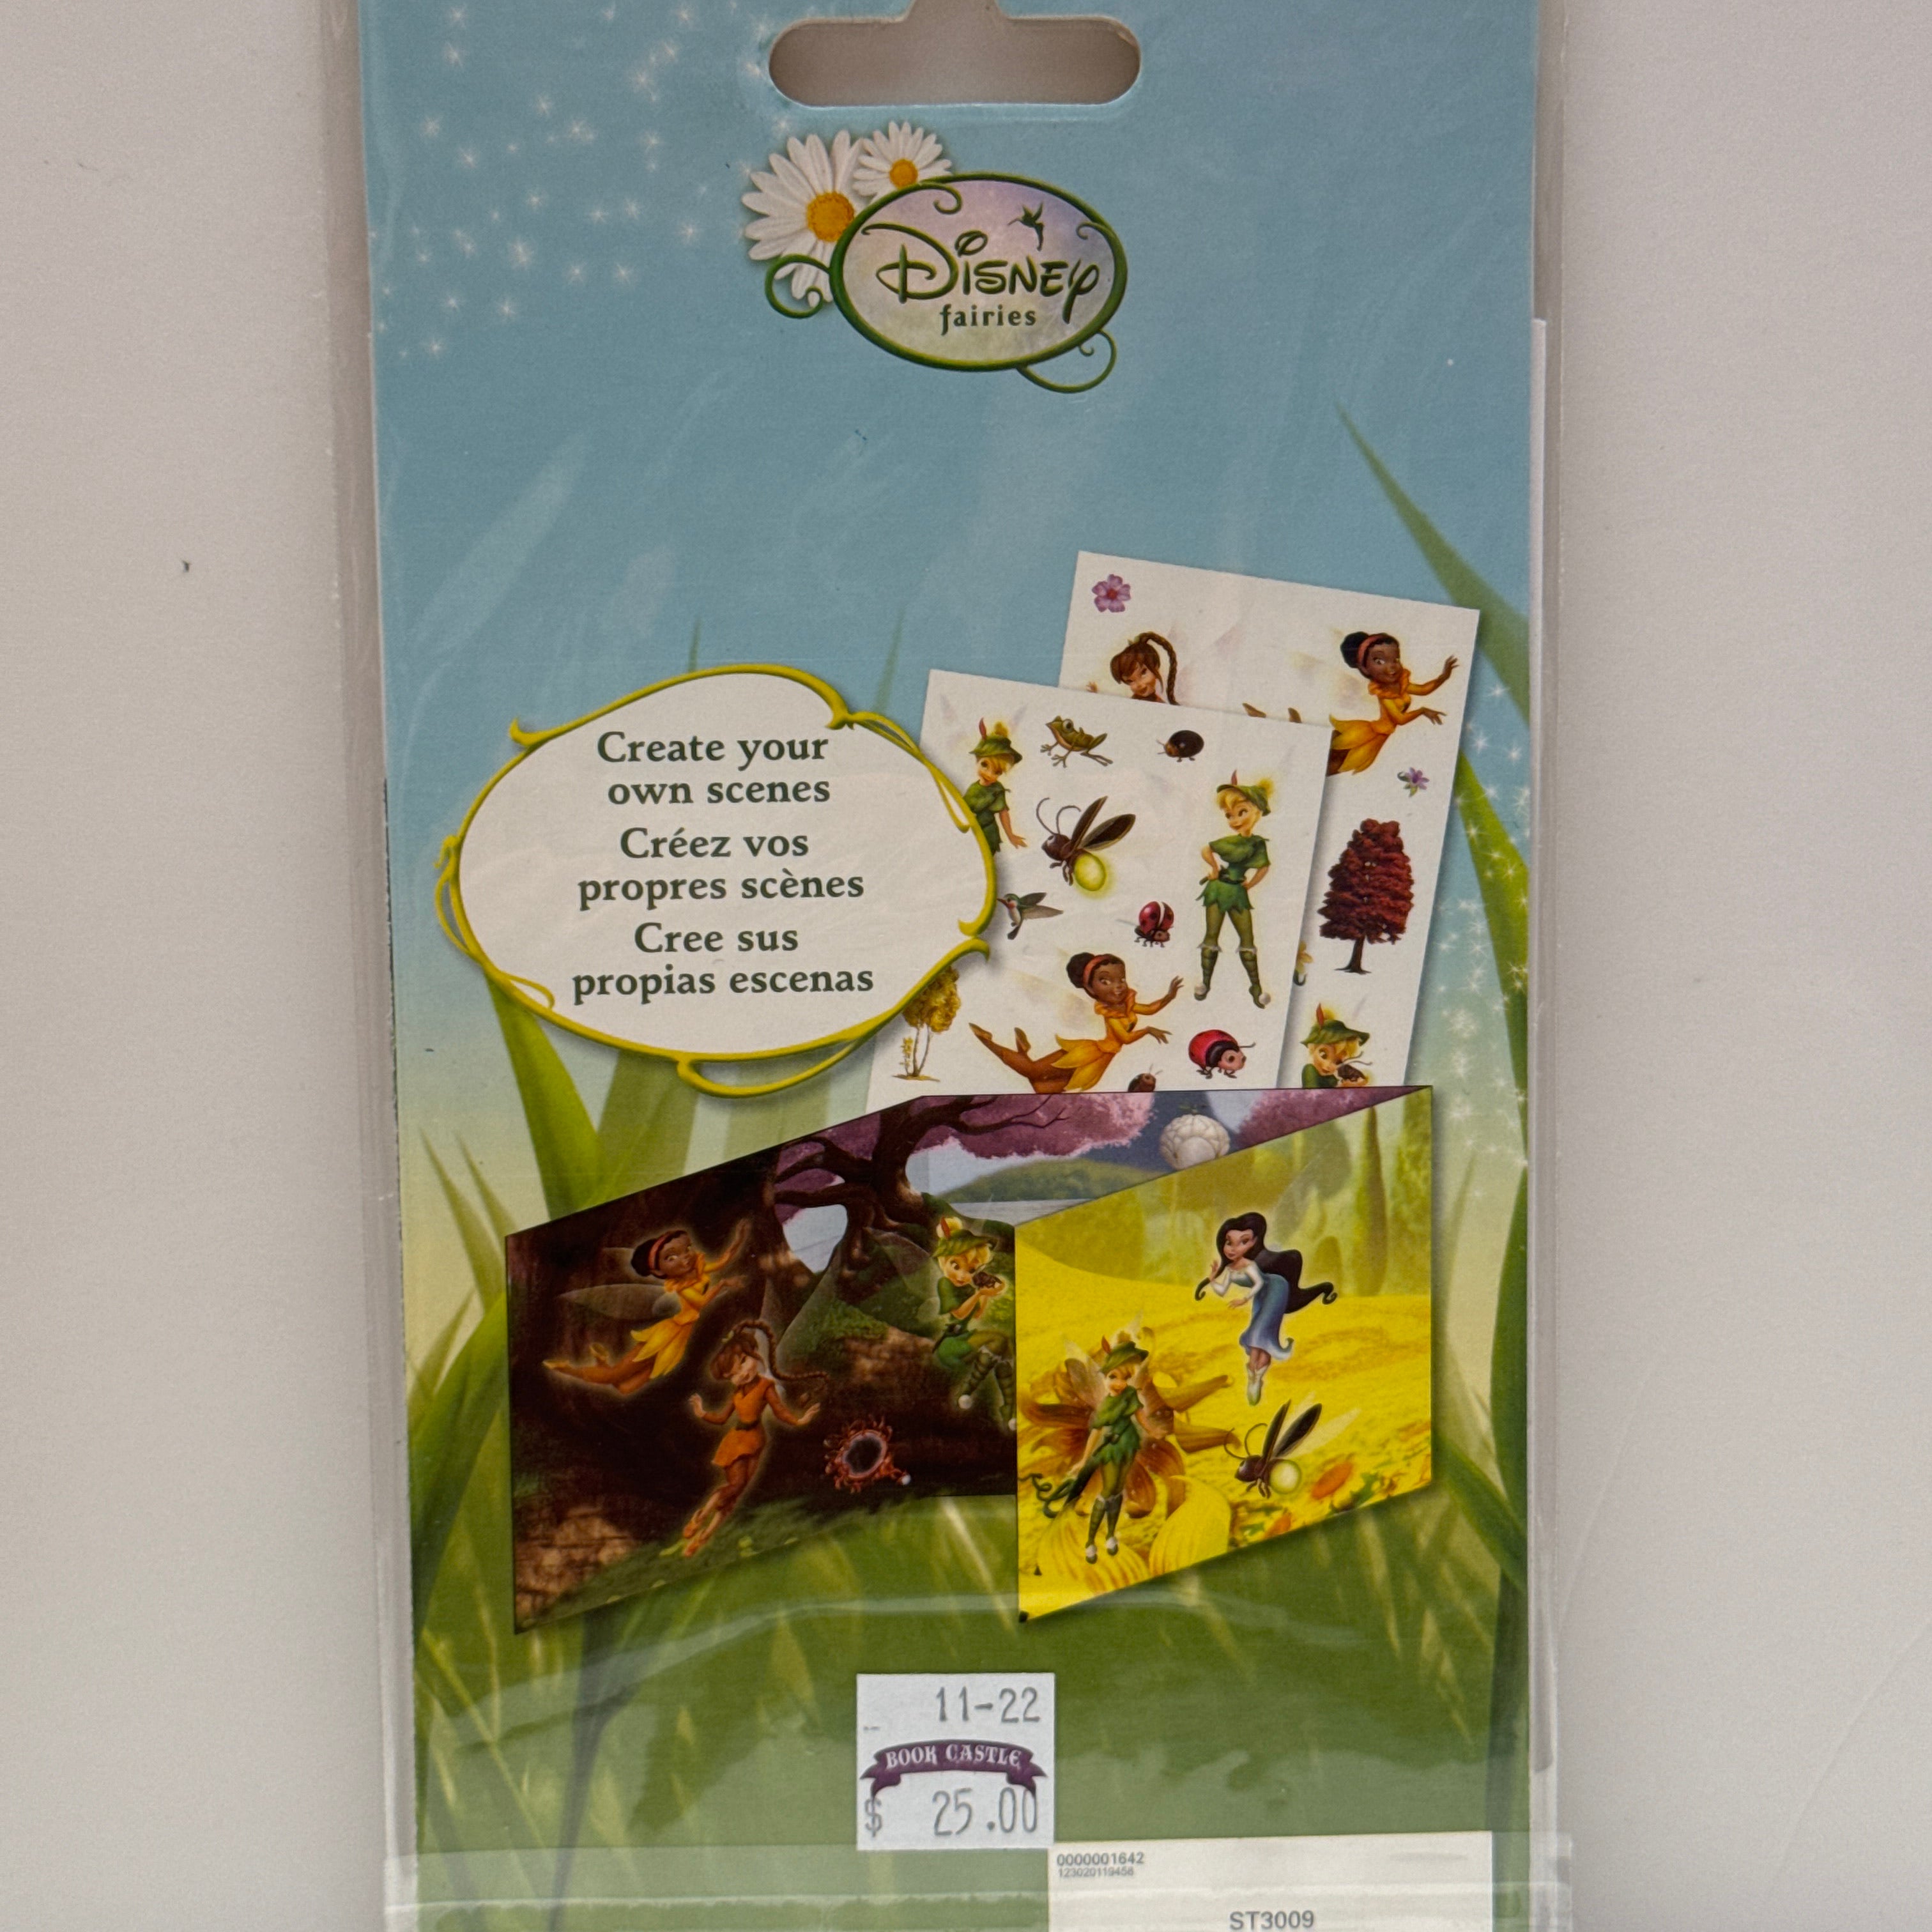 Disney
fairies
Create your
own scenes
Créez vos
propres scènes
Cree sus
propias escenas
11-22
BOOK CASTLE
$ 25.00
0000001642
123020119456
ST3009